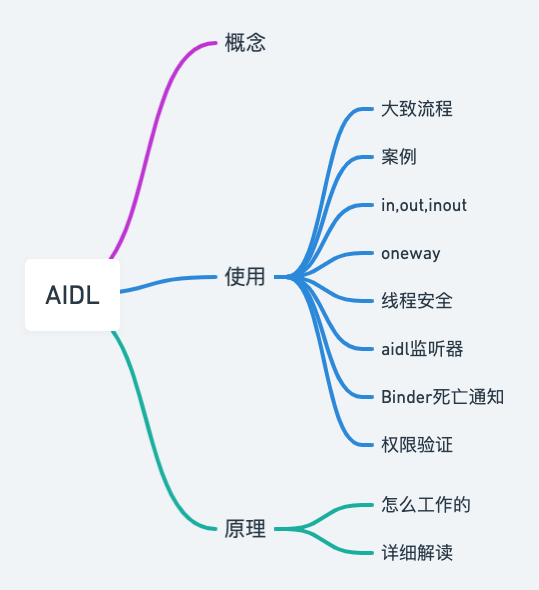 AIDL
概念
使用
大致流程
案例
in,out,inout
oneway
线程安全
aidl监听器
Binder死亡通知
权限验证
原理
怎么工作的
详细解读